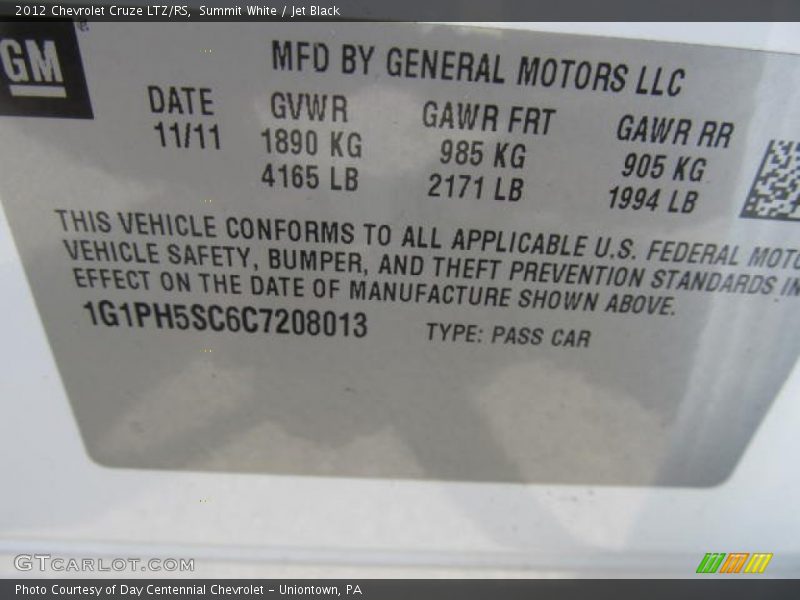 2012 Chevrolet Cruze LTZ/RS, Summit White / Jet Black
GM
MFD BY GENERAL MOTORS LLC
DATE GVWR GAWR FRT GAWR RR
11/11 1890 KG 985 KG 905 KG
4165 LB 2171 LB 1994 LB
THIS VEHICLE CONFORMS TO ALL APPLICABLE U.S. FEDERAL MOTO
VEHICLE SAFETY, BUMPER, AND THEFT PREVENTION STANDARDS IN
EFFECT ON THE DATE OF MANUFACTURE SHOWN ABOVE.
1G1PH5SC6C7208013 TYPE: PASS CAR
GTCARLOT.COM
Photo Courtesy of Day Centennial Chevrolet - Uniontown, PA